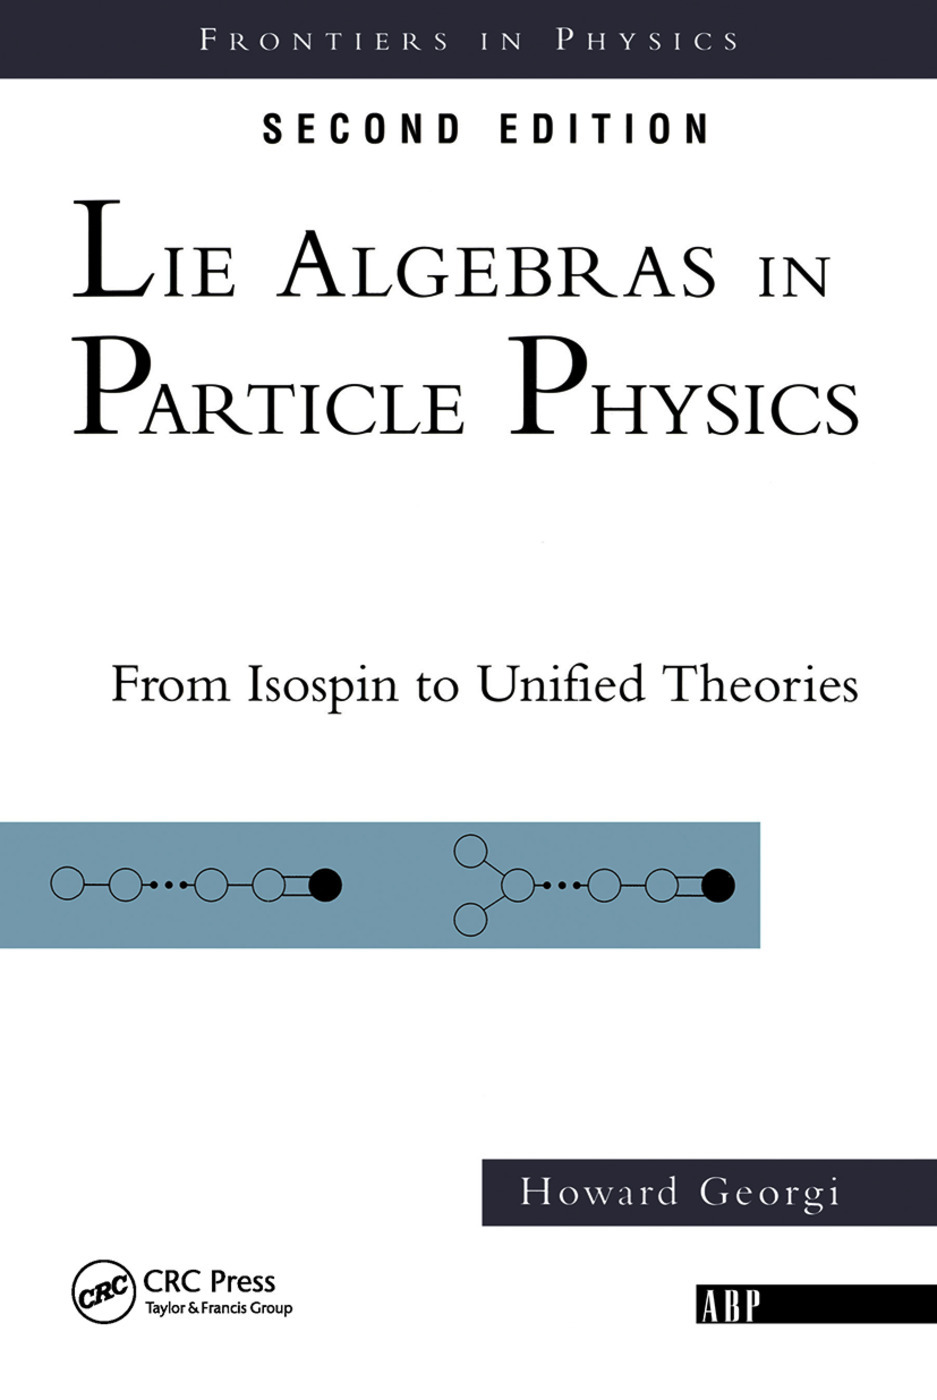 FRONTIERS IN PHYSICS
SECOND EDITION
LIE ALGEBRAS IN
PARTICLE PHYSICS
From Isospin to Unified Theories
Howard Georgi
CRC CRC Press
Taylor & Francis Group
ABP